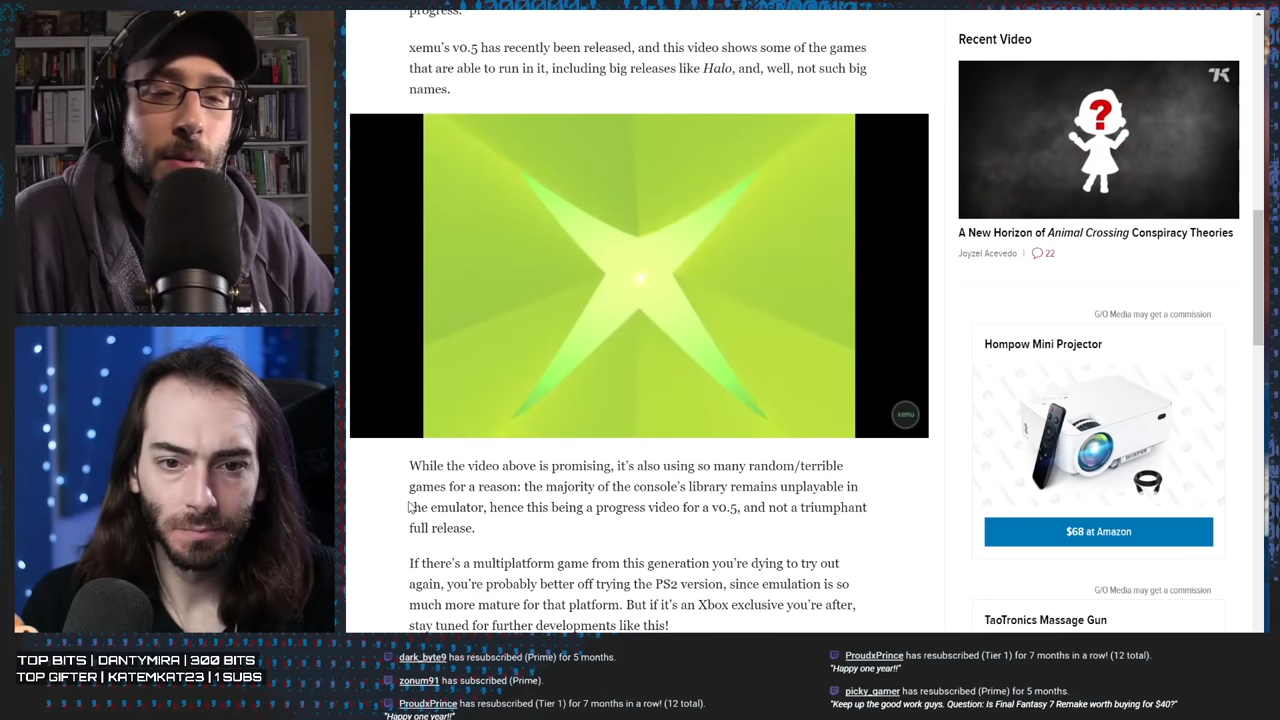 progress.
xemu's v0.5 has recently been released, and this video shows some of the games
that are able to run in it, including big releases like Halo, and, well, not such big
names.
xemu
While the video above is promising, it's also using so many random/terrible
games for a reason: the majority of the console's library remains unplayable in
the emulator, hence this being a progress video for a v0.5, and not a triumphant
full release.
If there's a multiplatform game from this generation you're dying to try out
again, you're probably better off trying the PS2 version, since emulation is so
much more mature for that platform. But if it's an Xbox exclusive you're after,
stay tuned for further developments like this!
Recent Video
?
A New Horizon of Animal Crossing Conspiracy Theories
Joyzel Acevedo | 22
G/O Media may get a commission
Hompow Mini Projector
$68 at Amazon
G/O Media may get a commission
TaoTronics Massage Gun
TOP BITS | DANTYMIRA | 300 BITS
TOP GIFTER | KATEMKAT23 | 1 SUBS
dark_byte9 has resubscribed (Prime) for 5 months.
zonum91 has subscribed (Prime).
ProudxPrince has resubscribed (Tier 1) for 7 months in a row! (12 total).
"Happy one year!!"
ProudxPrince has resubscribed (Tier 1) for 7 months in a row! (12 total).
"Happy one year!!"
picky_gamer has resubscribed (Prime) for 5 months.
"Keep up the good work guys. Question: Is Final Fantasy 7 Remake worth buying for $40?"